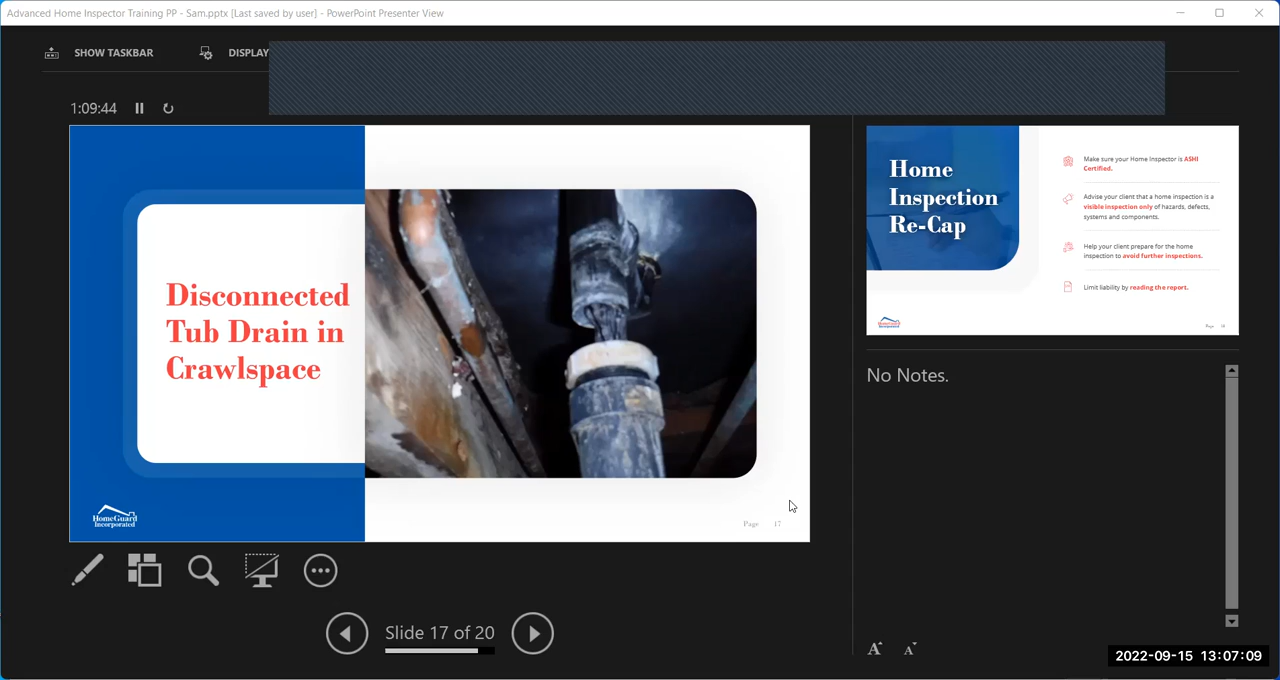 Advanced Home Inspector Training PP - Sam.pptx [Last saved by user] - PowerPoint Presenter View
SHOW TASKBAR
DISPLAY
1:09:44
Disconnected
Tub Drain in
Crawlspace
HomeGuard
Incorporated
Page 17
Home
Inspection
Re-Cap
Make sure your Home Inspector is ASHI
Certified.
Advise your client that a home inspection is a
visible inspection only of hazards, defects,
systems and components.
Help your client prepare for the home
inspection to avoid further inspections.
Limit liability by reading the report.
HomeGuard
Incorporated
Page 18
No Notes.
Slide 17 of 20
A A
2022-09-15 13:07:09